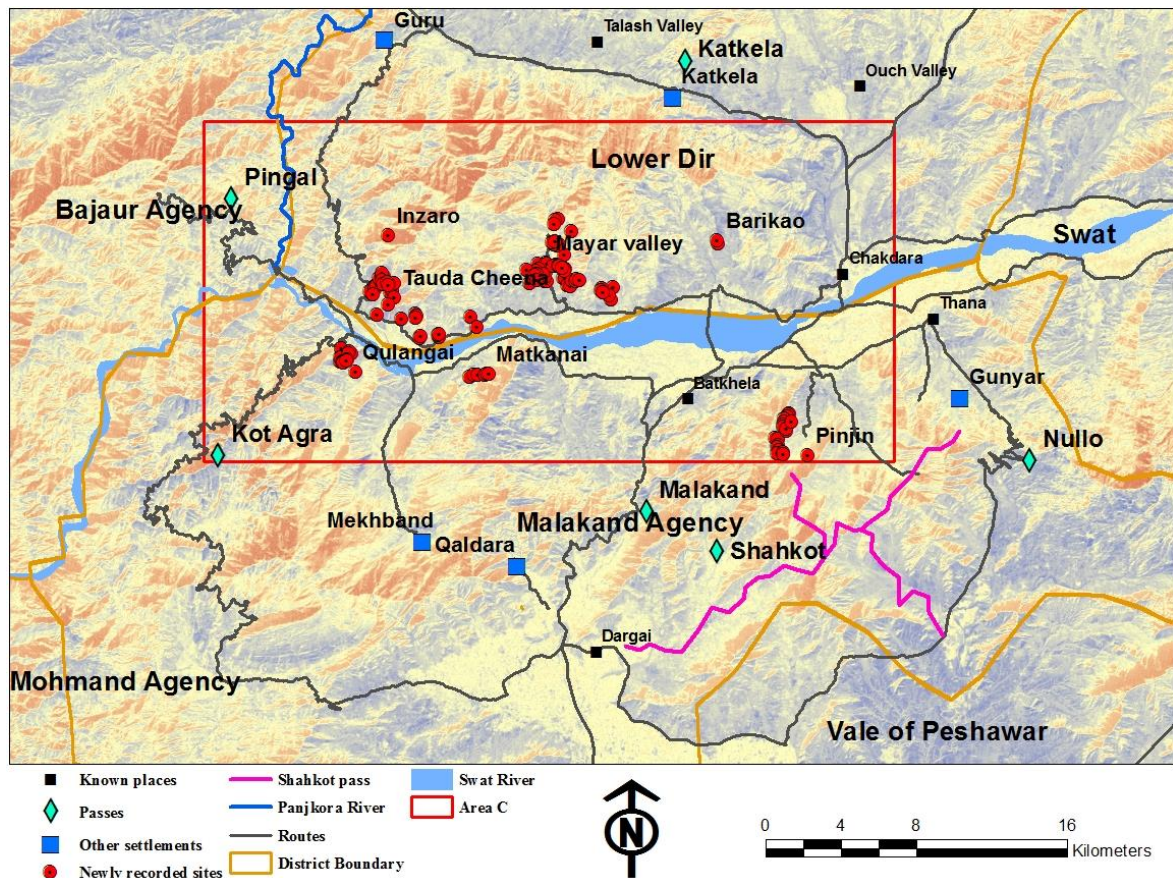 Guru
Talash Valley
Katkela
Katkela
Ouch Valley
Lower Dir
Pingal
Bajaur Agency
Inzaro
Mayar valley
Barikao
Swat
Tauda Cheena
Chakdara
Thana
Qulangai
Matkanai
Batkhela
Gunyar
Kot Agra
Pinjin
Nullo
Malakand
Mekhband
Malakand Agency
Qaldara
Shahkot
Dargai
Mohmand Agency
Vale of Peshawar
Known places
Passes
Other settlements
Newly recorded sites
Shahkot pass
Panjkora River
Routes
District Boundary
Swat River
Area C
N
0 4 8 16
Kilometers